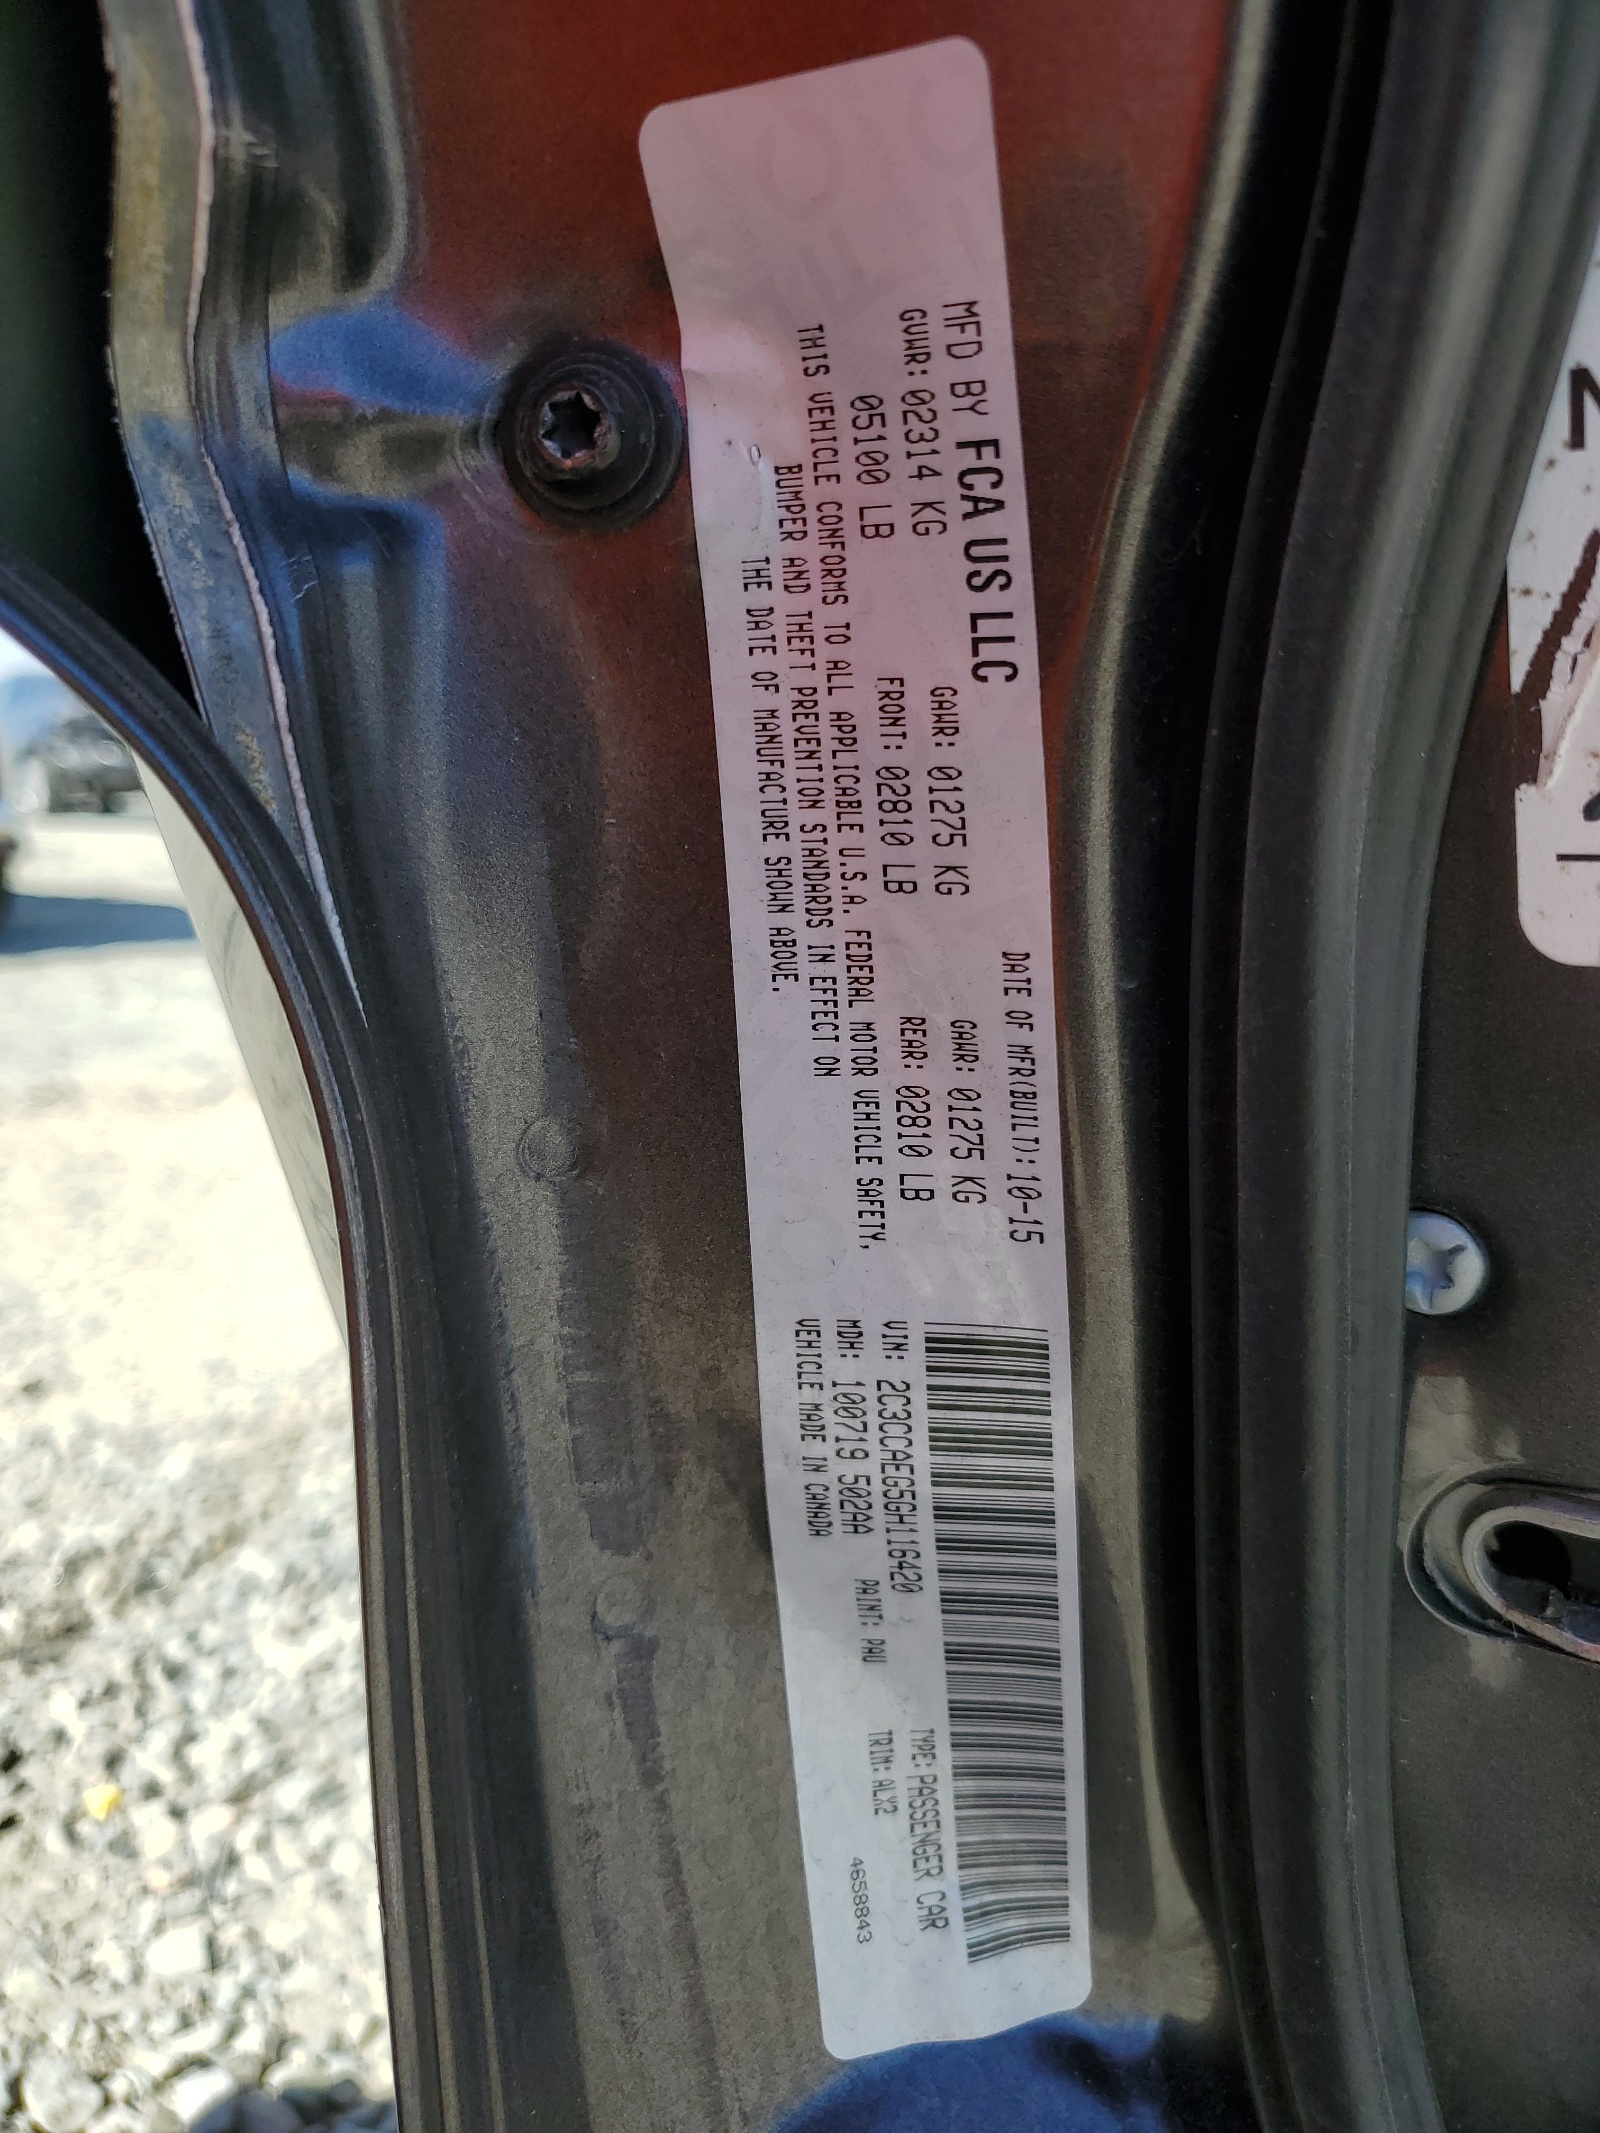 MFD BY FCA US LLC
DATE OF MFR(BUILT): 10-15
GVWR: 02314 KG
GAWR: 01275 KG
GAWR: 01275 KG
05100 LB
FRONT: 02810 LB
REAR: 02810 LB
THIS VEHICLE CONFORMS TO ALL APPLICABLE U.S.A. FEDERAL MOTOR VEHICLE SAFETY,
BUMPER AND THEFT PREVENTION STANDARDS IN EFFECT ON
THE DATE OF MANUFACTURE SHOWN ABOVE.
VIN: 2C3CCAEG5GH116420
TYPE: PASSENGER CAR
MDH: 100719 502AA
PAINT: PAU
TRIM: ALX2
VEHICLE MADE IN CANADA
4658843